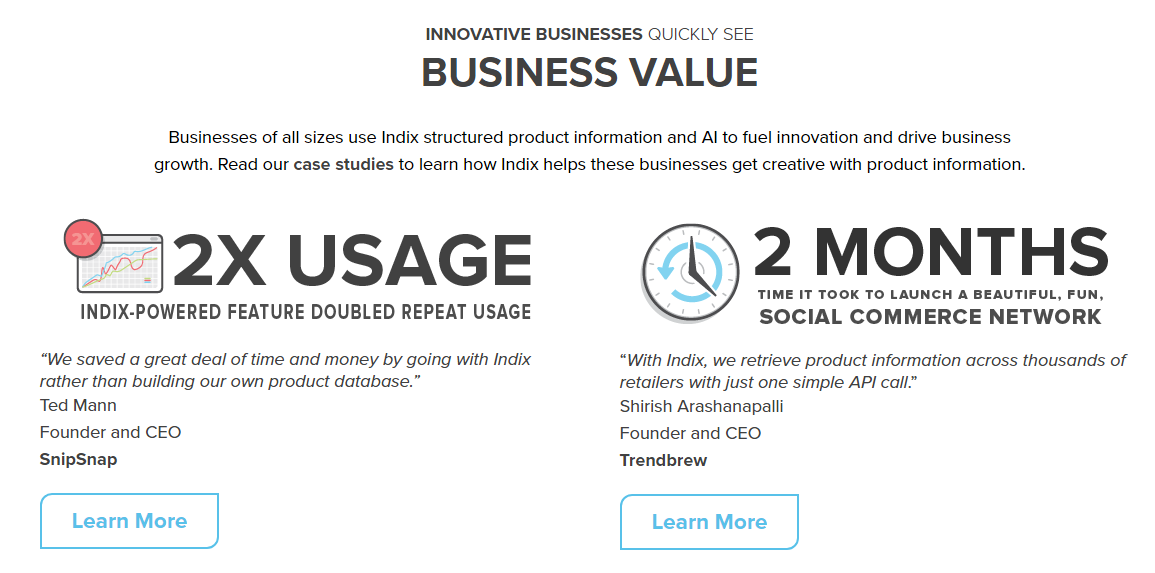 INNOVATIVE BUSINESSES QUICKLY SEE
BUSINESS VALUE
Businesses of all sizes use Indix structured product information and AI to fuel innovation and drive business
growth. Read our case studies to learn how Indix helps these businesses get creative with product information.
2X
2X USAGE
INDIX-POWERED FEATURE DOUBLED REPEAT USAGE
“We saved a great deal of time and money by going with Indix
rather than building our own product database.”
Ted Mann
Founder and CEO
SnipSnap
Learn More
2 MONTHS
TIME IT TOOK TO LAUNCH A BEAUTIFUL, FUN,
SOCIAL COMMERCE NETWORK
“With Indix, we retrieve product information across thousands of
retailers with just one simple API call.”
Shirish Arashanapalli
Founder and CEO
Trendbrew
Learn More